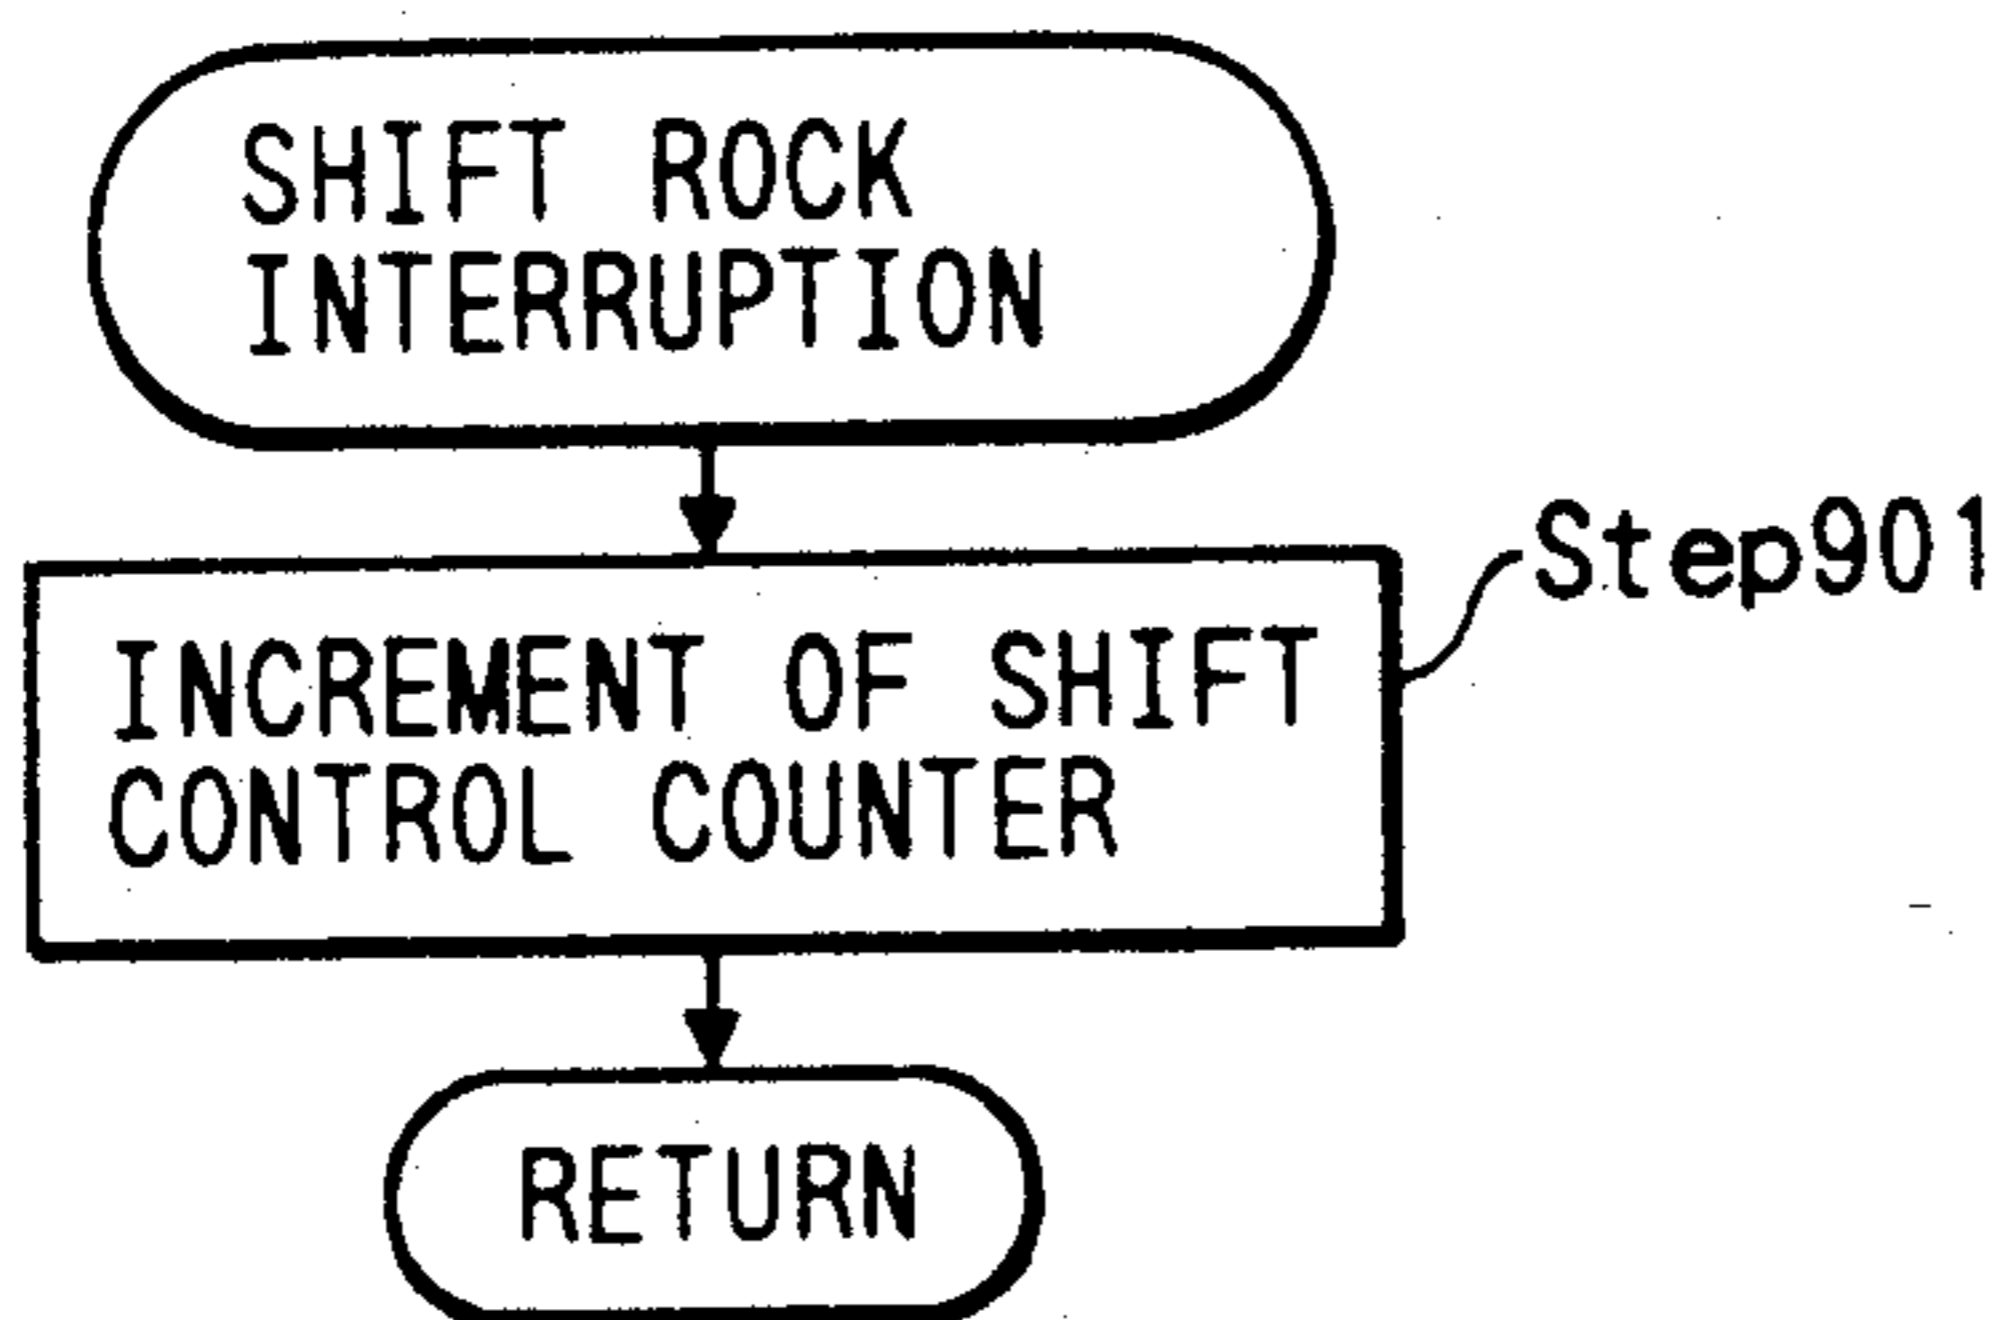 SHIFT ROCK
INTERRUPTION
Step901
INCREMENT OF SHIFT
CONTROL COUNTER
RETURN